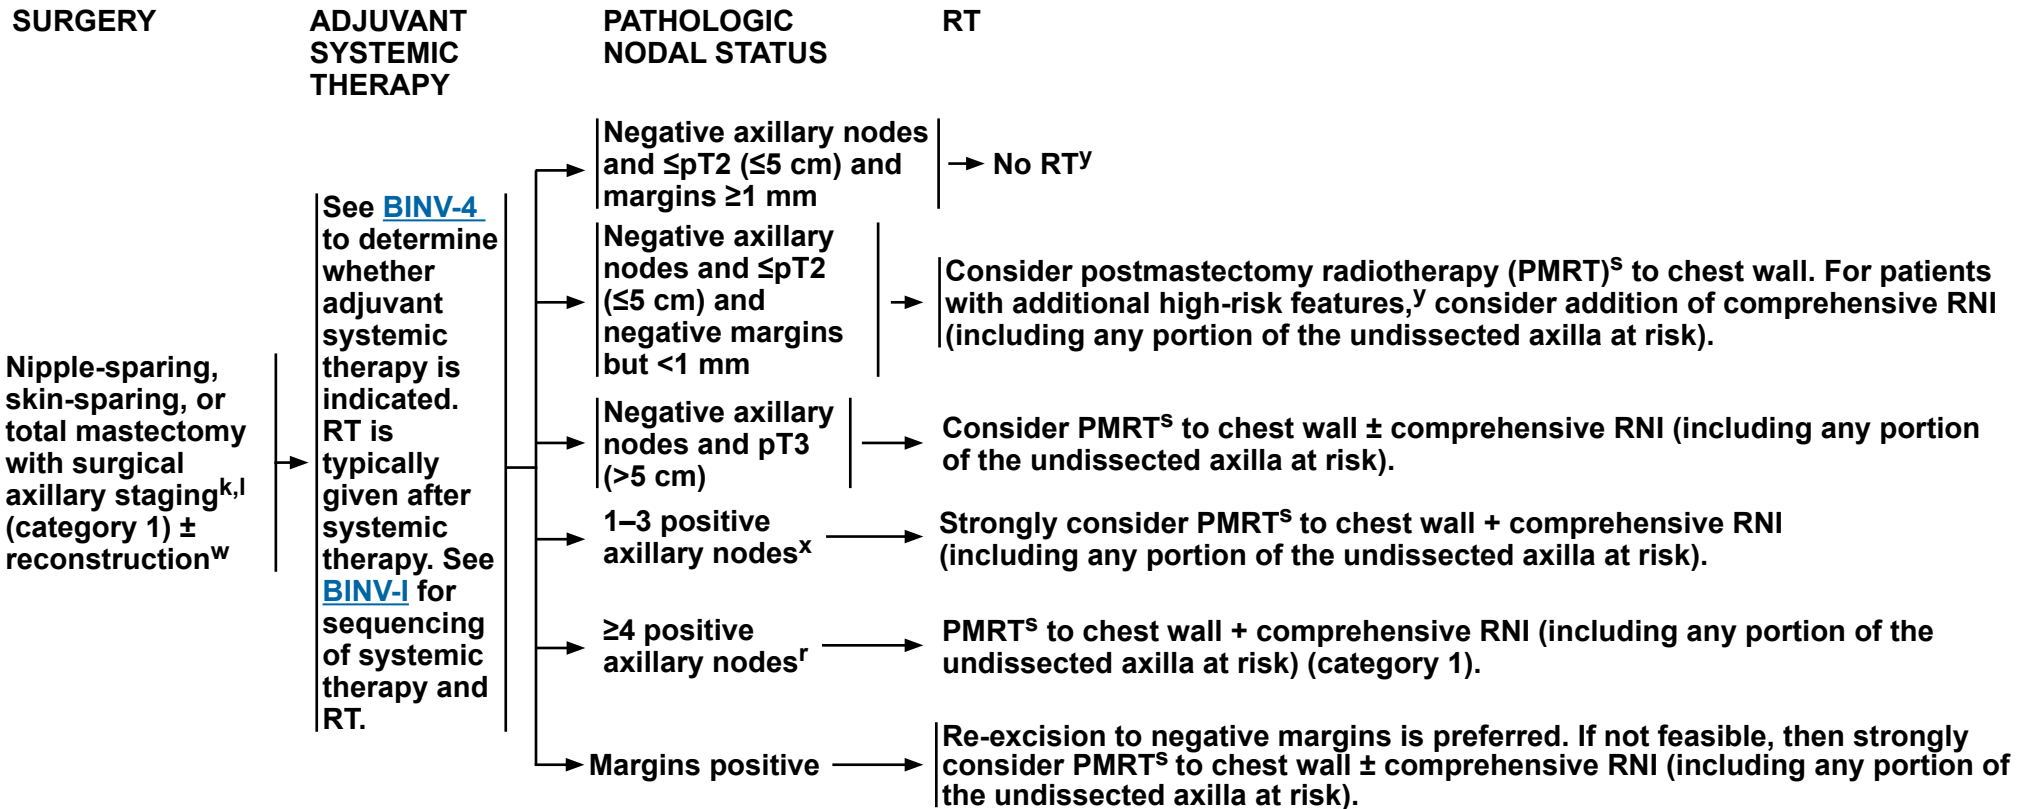 SURGERY
ADJUVANT
SYSTEMIC
THERAPY
PATHOLOGIC
NODAL STATUS
RT
Nipple-sparing,
skin-sparing, or
total mastectomy
with surgical
axillary stagingk,l
(category 1) ±
reconstructionw
See BINV-4
to determine
whether
adjuvant
systemic
therapy is
indicated.
RT is
typically
given after
systemic
therapy. See
BINV-I for
sequencing
of systemic
therapy and
RT.
Negative axillary nodes
and ≤pT2 (≤5 cm) and
margins ≥1 mm
No RTy
Negative axillary
nodes and ≤pT2
(≤5 cm) and
negative margins
but <1 mm
Consider postmastectomy radiotherapy (PMRT)s to chest wall. For patients
with additional high-risk features,y consider addition of comprehensive RNI
(including any portion of the undissected axilla at risk).
Negative axillary
nodes and pT3
(>5 cm)
Consider PMRTs to chest wall ± comprehensive RNI (including any portion
of the undissected axilla at risk).
1–3 positive
axillary nodesx
Strongly consider PMRTs to chest wall + comprehensive RNI
(including any portion of the undissected axilla at risk).
≥4 positive
axillary nodesr
PMRTs to chest wall + comprehensive RNI (including any portion of the
undissected axilla at risk) (category 1).
Margins positive
Re-excision to negative margins is preferred. If not feasible, then strongly
consider PMRTs to chest wall ± comprehensive RNI (including any portion of
the undissected axilla at risk).